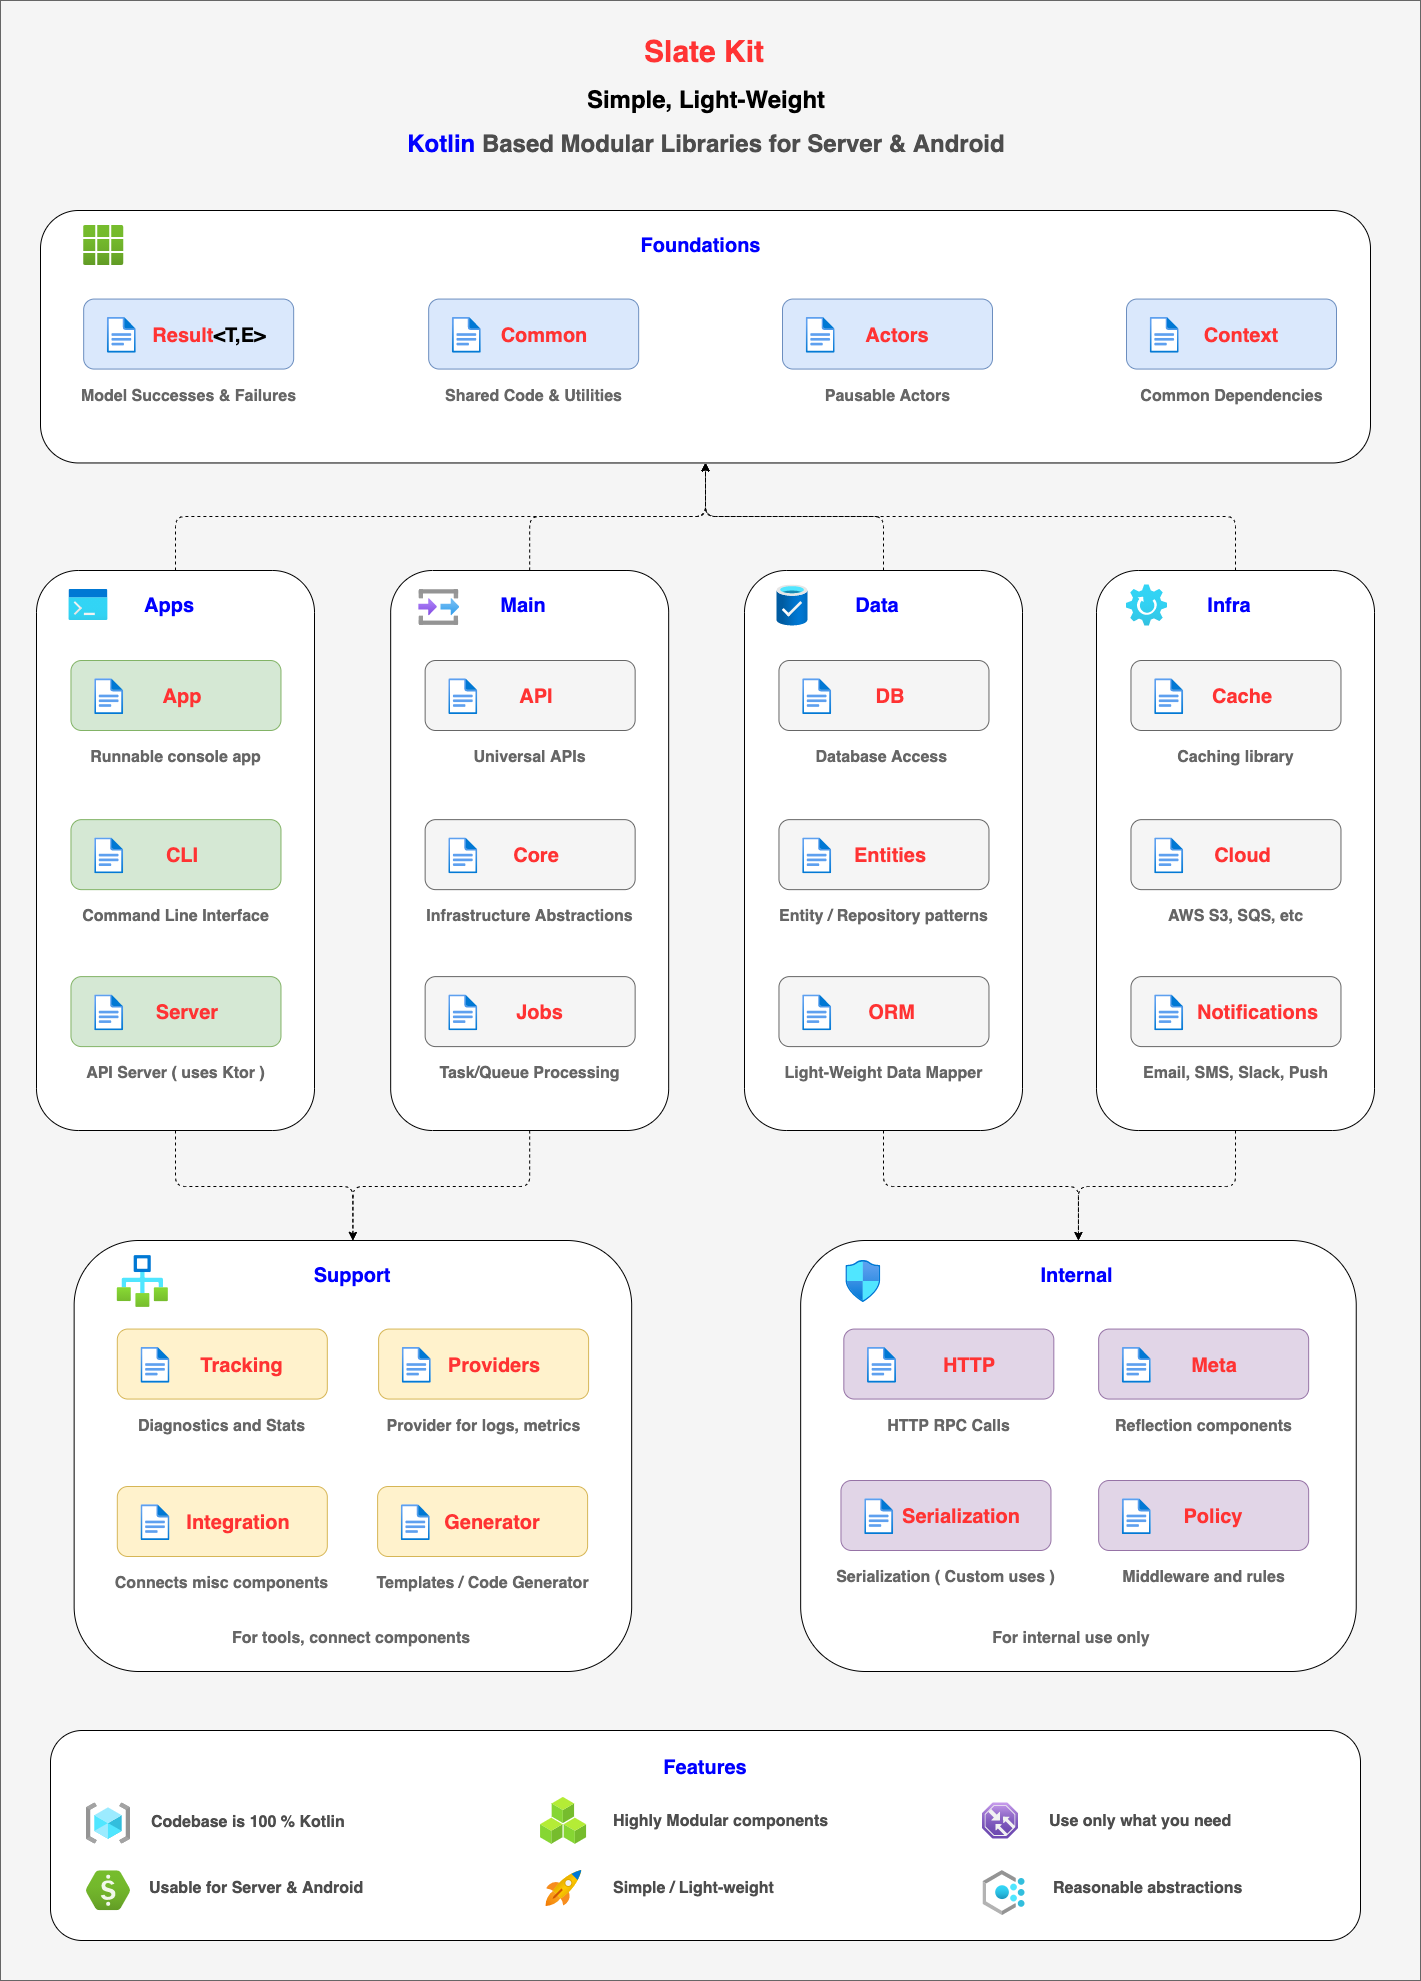 Slate Kit
Simple, Light-Weight
Kotlin Based Modular Libraries for Server & Android
Foundations
Result<T,E>
Common
Actors
Context
Model Successes & Failures
Shared Code & Utilities
Pausable Actors
Common Dependencies
Apps
App
Runnable console app
CLI
Command Line Interface
Server
API Server ( uses Ktor )
Main
API
Universal APIs
Core
Infrastructure Abstractions
Jobs
Task/Queue Processing
Data
DB
Database Access
Entities
Entity / Repository patterns
ORM
Light-Weight Data Mapper
Infra
Cache
Caching library
Cloud
AWS S3, SQS, etc
Notifications
Email, SMS, Slack, Push
Support
Tracking
Providers
Diagnostics and Stats
Provider for logs, metrics
Integration
Generator
Connects misc components
Templates / Code Generator
For tools, connect components
Internal
HTTP
Meta
HTTP RPC Calls
Reflection components
Serialization
Policy
Serialization ( Custom uses )
Middleware and rules
For internal use only
Features
Codebase is 100 % Kotlin
Highly Modular components
Use only what you need
Usable for Server & Android
Simple / Light-weight
Reasonable abstractions